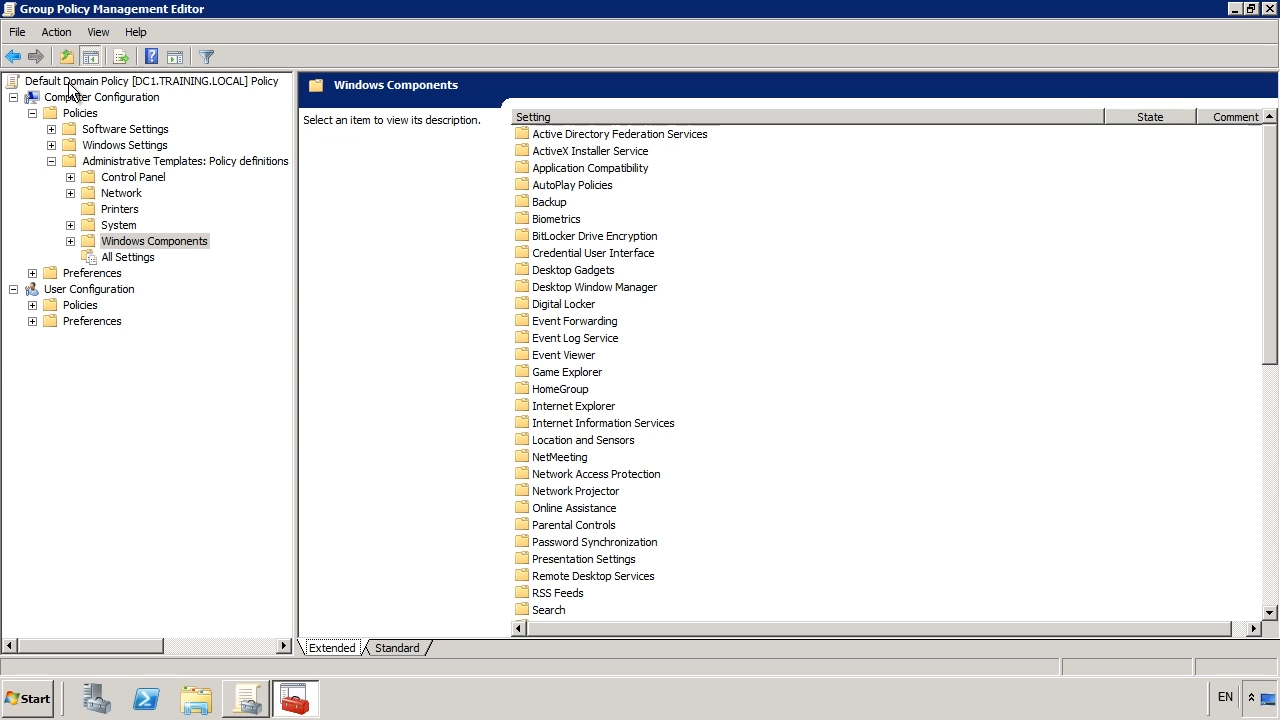 Group Policy Management Editor
File Action View Help
Default Domain Policy [DC1.TRAINING.LOCAL] Policy
Computer Configuration
Policies
Software Settings
Windows Settings
Administrative Templates: Policy definitions
Control Panel
Network
Printers
System
Windows Components
All Settings
Preferences
User Configuration
Policies
Preferences
Windows Components
Select an item to view its description.
Setting State Comment
Active Directory Federation Services
ActiveX Installer Service
Application Compatibility
AutoPlay Policies
Backup
Biometrics
BitLocker Drive Encryption
Credential User Interface
Desktop Gadgets
Desktop Window Manager
Digital Locker
Event Forwarding
Event Log Service
Event Viewer
Game Explorer
HomeGroup
Internet Explorer
Internet Information Services
Location and Sensors
NetMeeting
Network Access Protection
Network Projector
Online Assistance
Parental Controls
Password Synchronization
Presentation Settings
Remote Desktop Services
RSS Feeds
Search
Extended Standard
Start EN